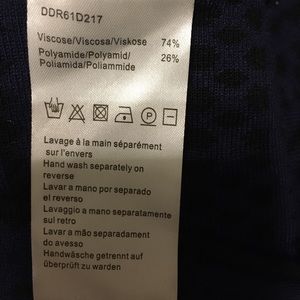 DDR61D217
Viscose/Viscosa/Viskose 74%
Polyamide/Polyamid/ 26%
Poliamida/Poliammide
P
Lavage à la main séparément
sur l'envers
Hand wash separately on
reverse
Lavar a mano por separado
el reverso
Lavaggio a mano separatamente
sul retro
Lavar a mão separadament
do avesso
Handwäsche getrennt auf
überprüft zu warden